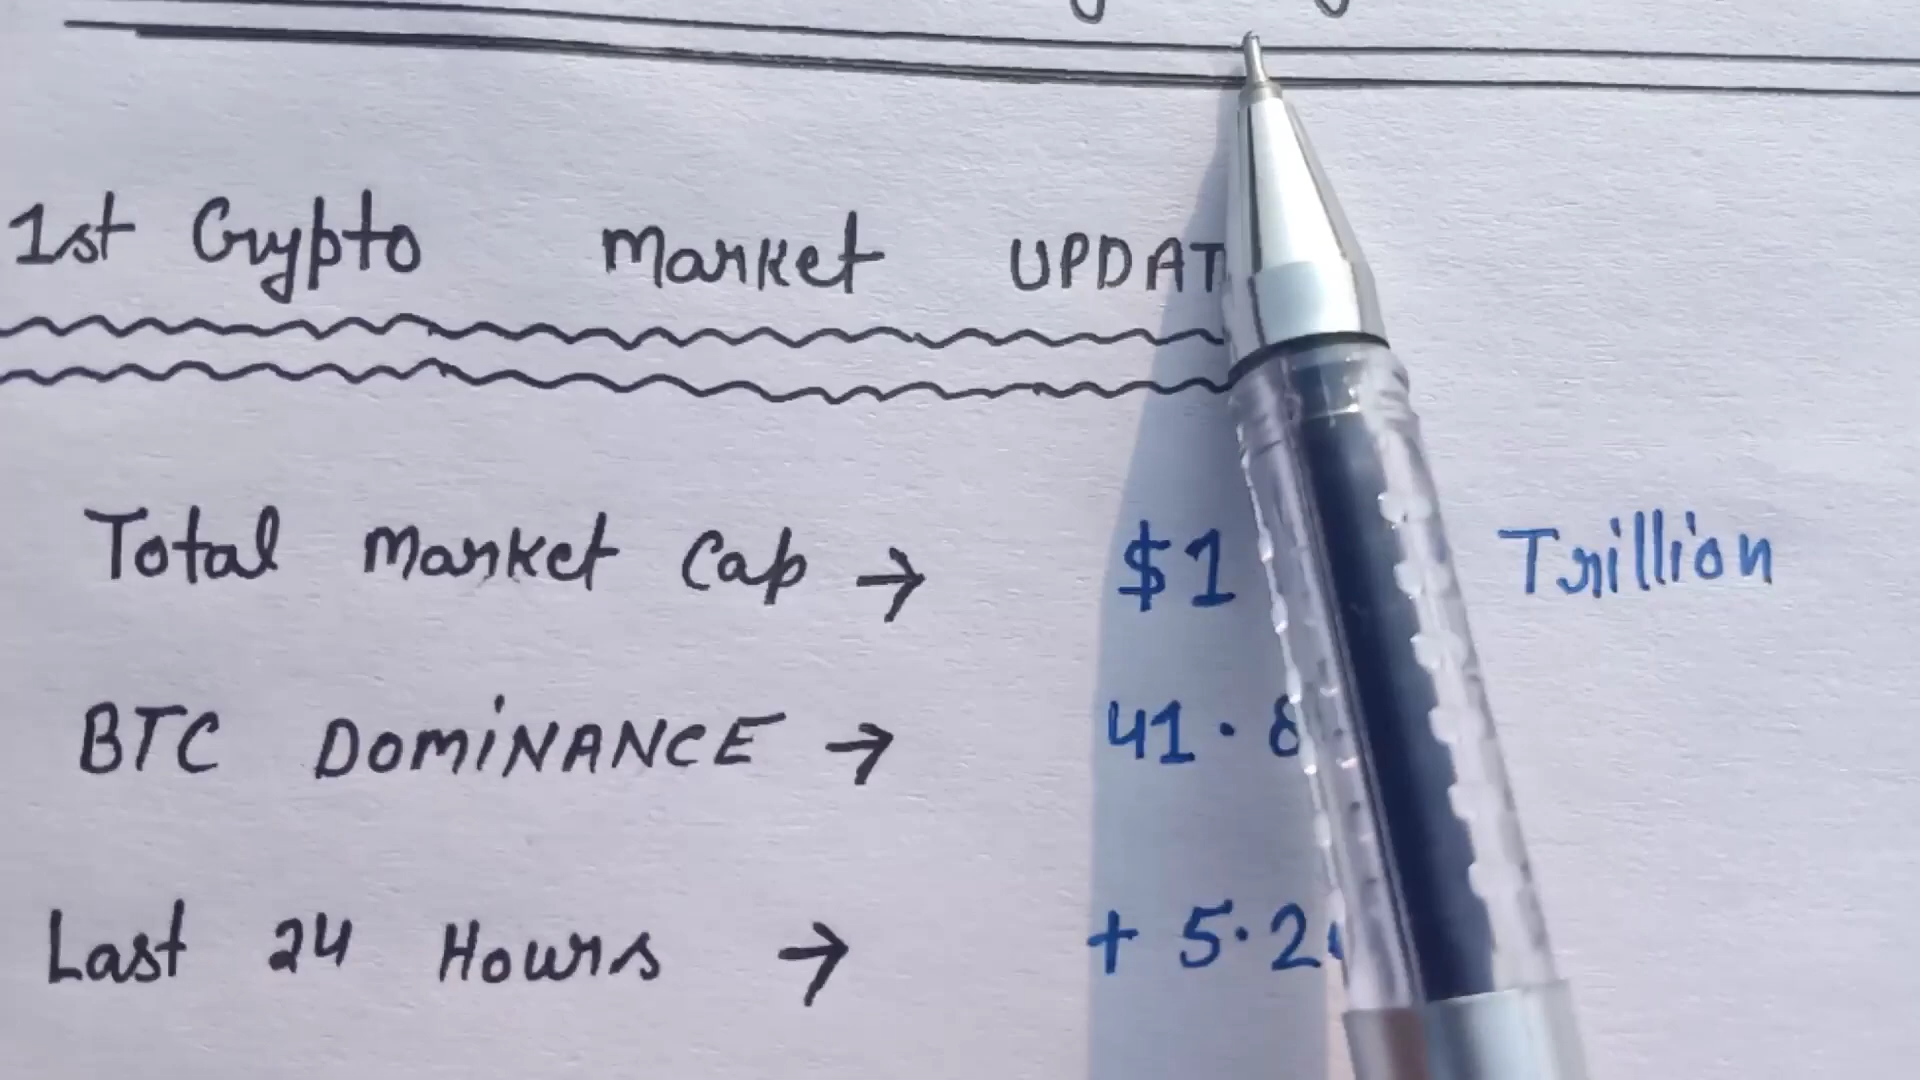 1st Crypto Market UPDAT
Total Market Cap → $1 Trillion
BTC DOMINANCE → 41.8
Last 24 Hours → + 5.2